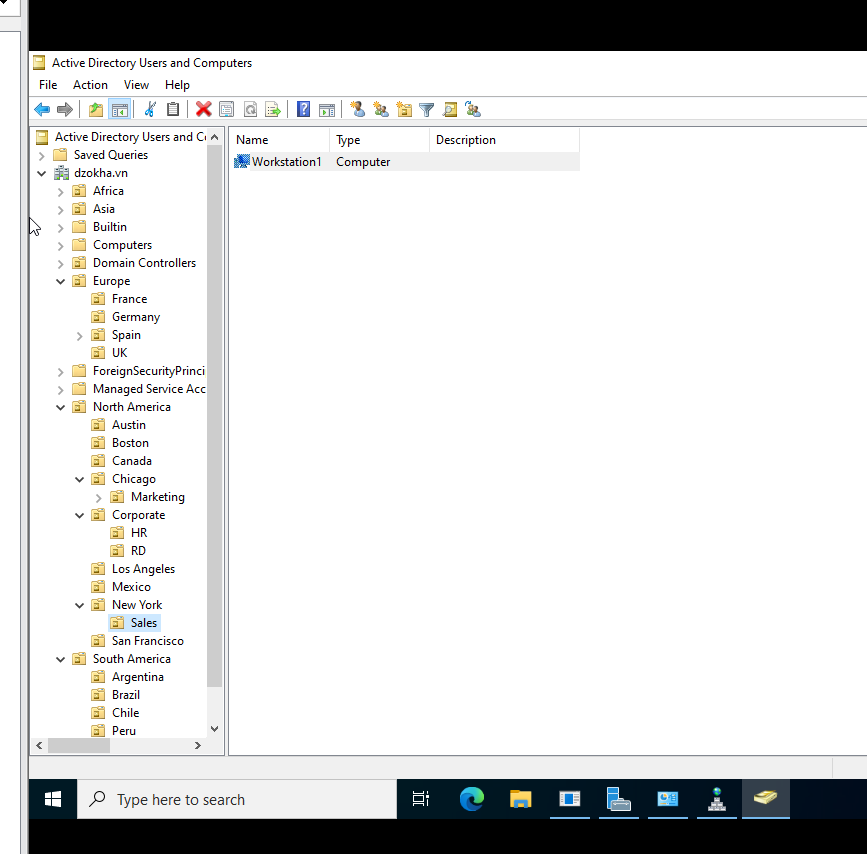 Active Directory Users and Computers
File Action View Help
Active Directory Users and C
Saved Queries
dzokha.vn
Africa
Asia
Builtin
Computers
Domain Controllers
Europe
France
Germany
Spain
UK
ForeignSecurityPrinci
Managed Service Acc
North America
Austin
Boston
Canada
Chicago
Marketing
Corporate
HR
RD
Los Angeles
Mexico
New York
Sales
San Francisco
South America
Argentina
Brazil
Chile
Peru
Name Type Description
Workstation1 Computer
Type here to search